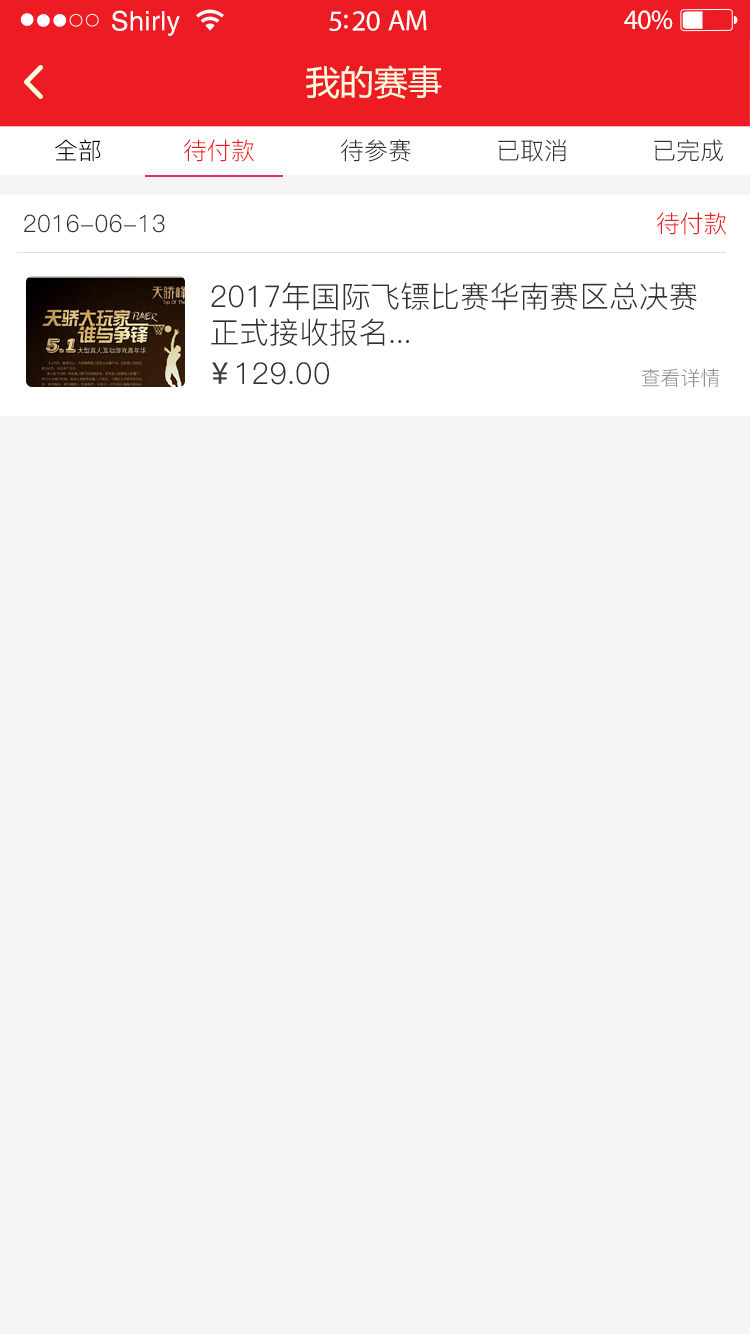 Shirly
5:20 AM
40%
我的赛事
全部
待付款
待参赛
已取消
已完成
2016-06-13
待付款
天骄峰
Top Of The
天骄大玩家
PLAYER
谁与争锋
5.1大型真人互动游戏嘉年华
2017年国际飞镖比赛华南赛区总决赛
正式接收报名...
¥129.00
查看详情